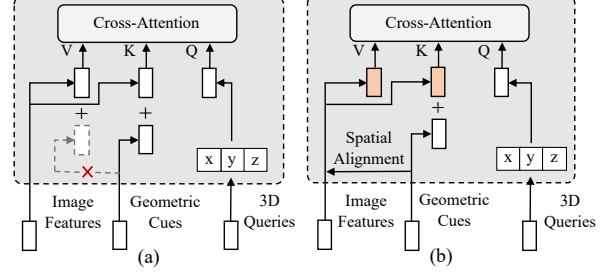 Cross-Attention
V K Q
+ +
x y z
Image
Features
Geometric
Cues
3D
Queries
(a)
Cross-Attention
V K Q
+
Spatial
Alignment
x y z
Image
Features
Geometric
Cues
3D
Queries
(b)